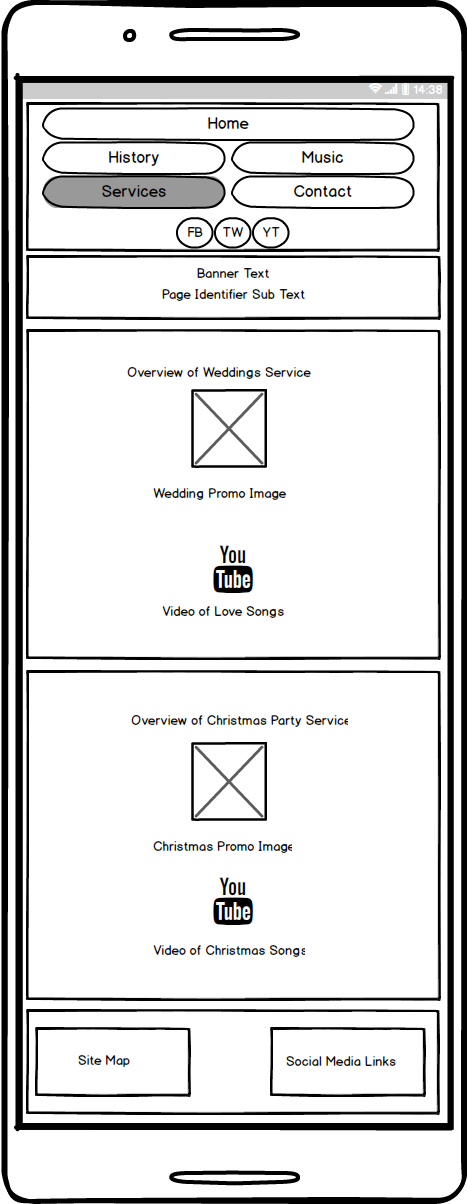 14:38
Home
History Music
Services Contact
FB TW YT
Banner Text
Page Identifier Sub Text
Overview of Weddings Service
Wedding Promo Image
You
Tube
Video of Love Songs
Overview of Christmas Party Service
Christmas Promo Image
You
Tube
Video of Christmas Songs
Site Map Social Media Links